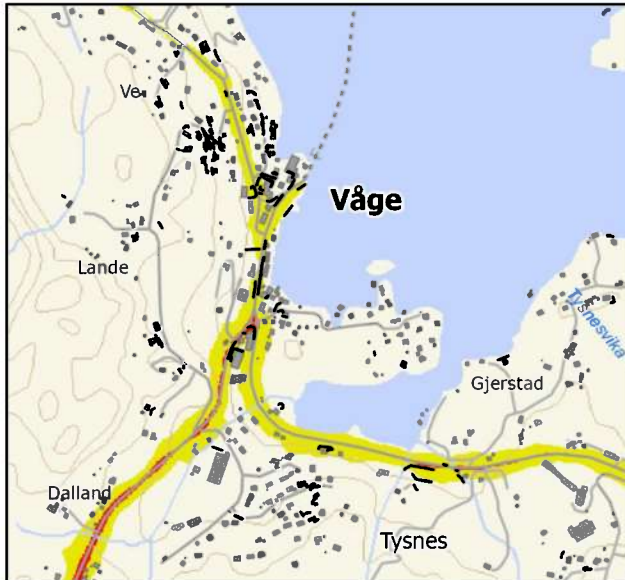 Ve
Våge
Lande
Tysnesvika
Gjerstad
Dalland
Tysnes